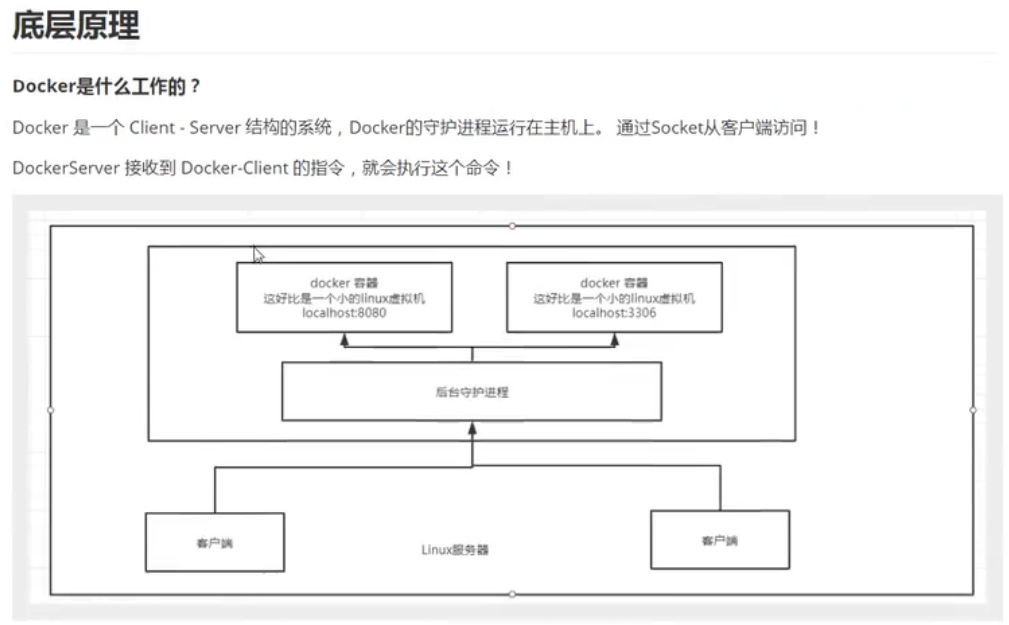 底层原理
Docker是什么工作的？
Docker 是一个 Client - Server 结构的系统，Docker的守护进程运行在主机上。 通过Socket从客户端访问！
DockerServer 接收到 Docker-Client 的指令，就会执行这个命令！
docker 容器
这好比是一个小的linux虚拟机
localhost:8080
docker 容器
这好比是一个小的linux虚拟机
localhost:3306
后台守护进程
客户端
Linux服务器
客户端